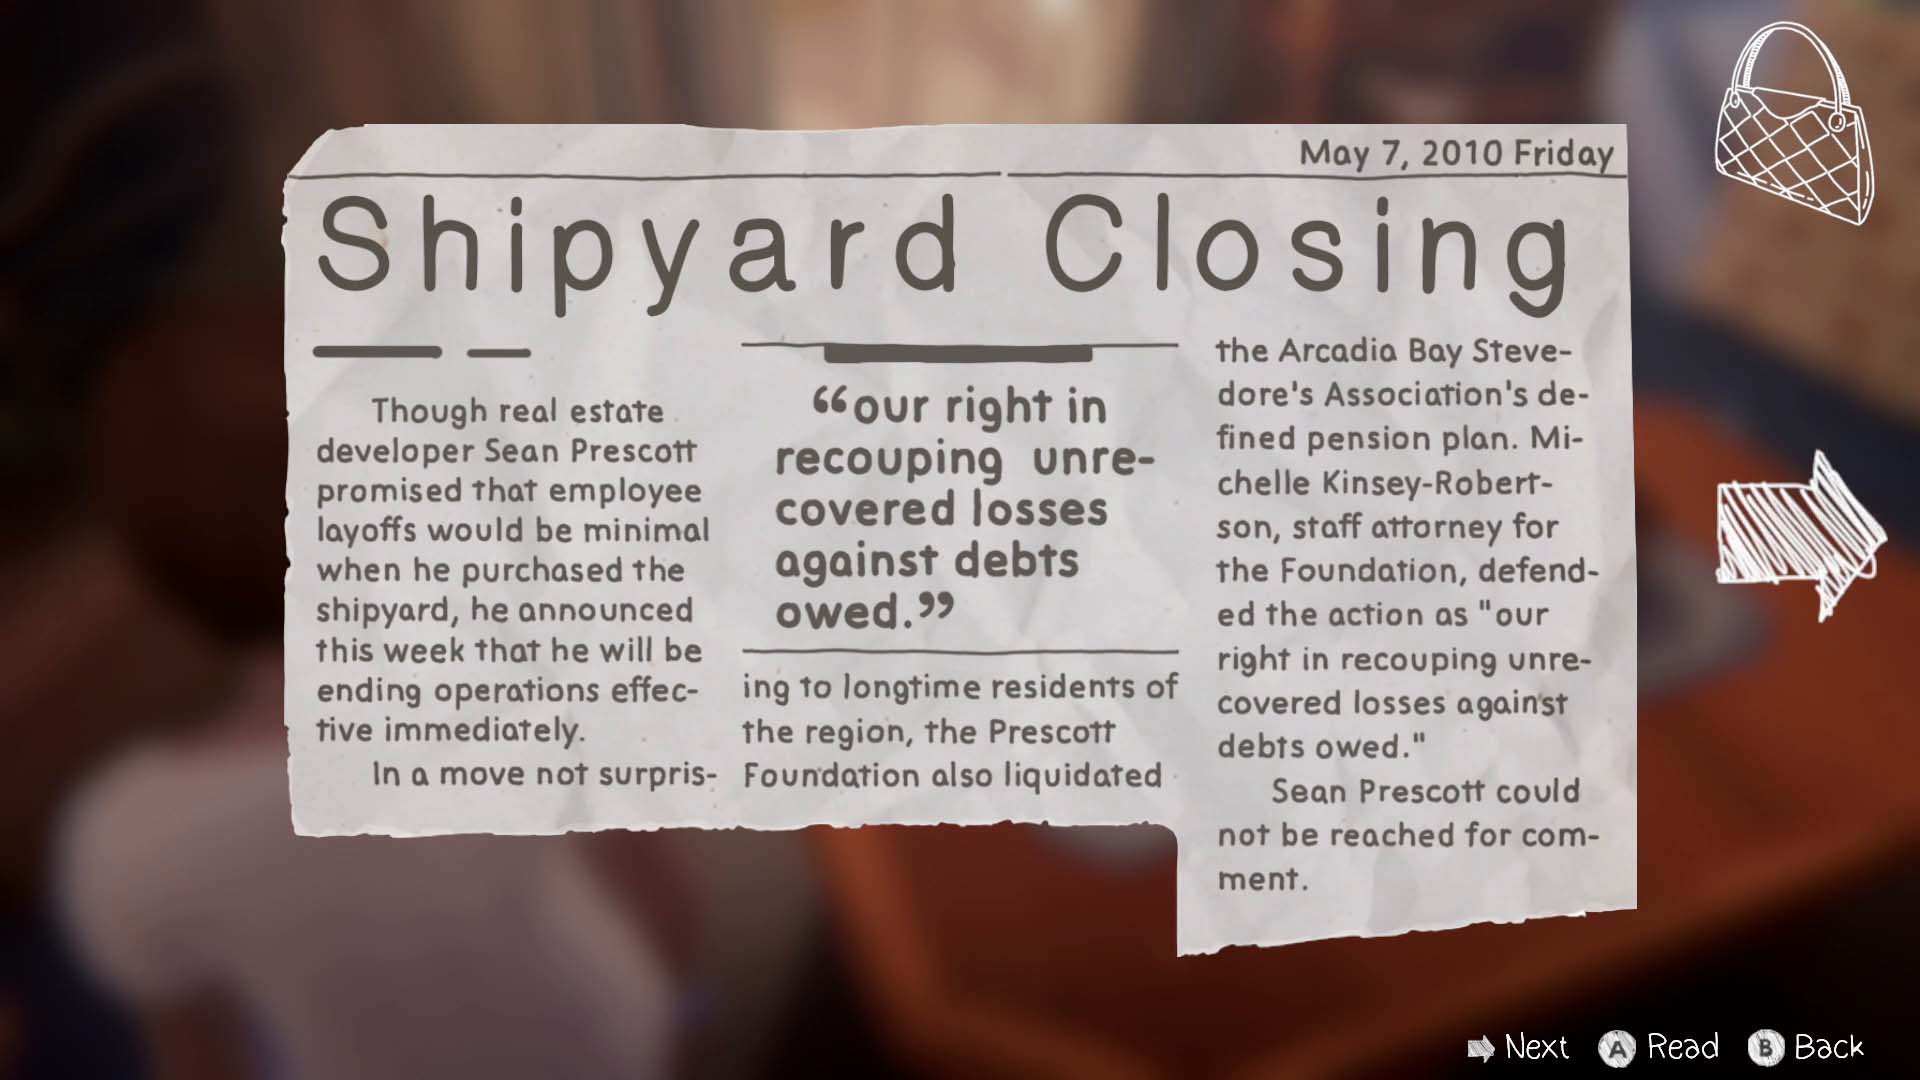 May 7, 2010 Friday
Shipyard Closing
Though real estate
developer Sean Prescott
promised that employee
layoffs would be minimal
when he purchased the
shipyard, he announced
this week that he will be
ending operations effec-
tive immediately.
In a move not surpris-
“our right in
recouping unre-
covered losses
against debts
owed.”
ing to longtime residents of
the region, the Prescott
Foundation also liquidated
the Arcadia Bay Steve-
dore's Association's de-
fined pension plan. Mi-
chelle Kinsey-Robert-
son, staff attorney for
the Foundation, defend-
ed the action as "our
right in recouping unre-
covered losses against
debts owed."
Sean Prescott could
not be reached for com-
ment.
Next A Read B Back